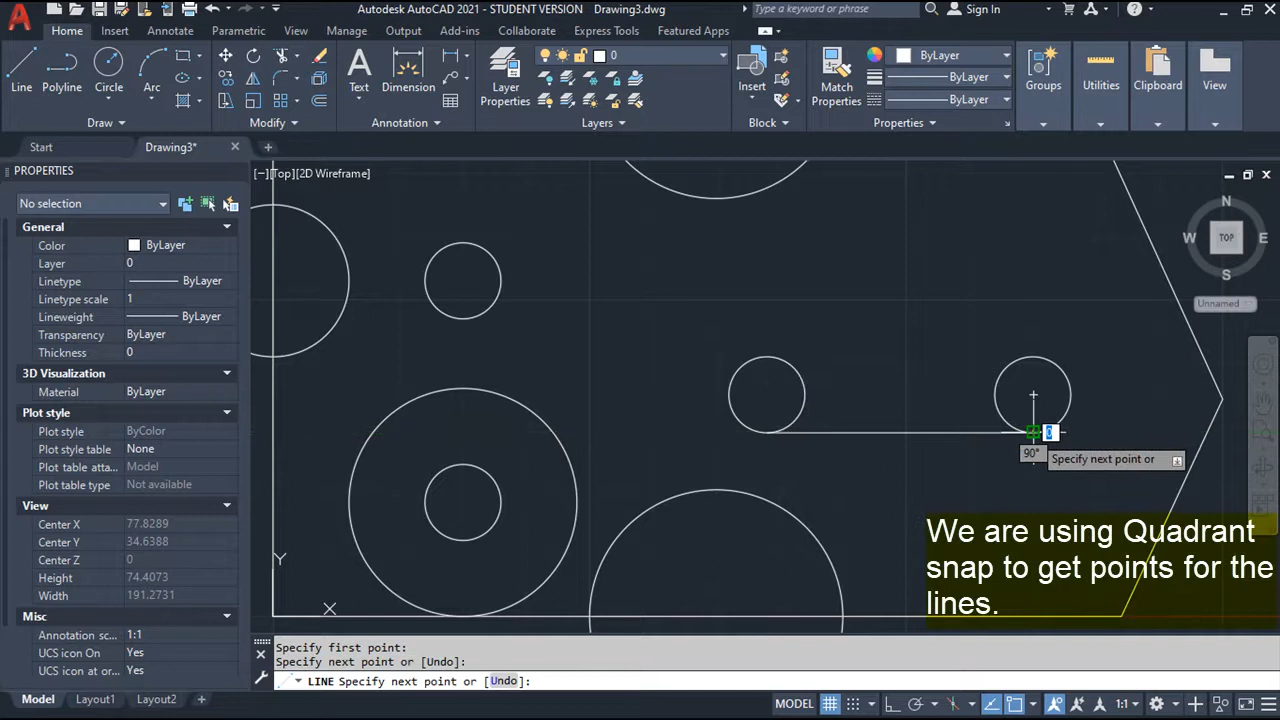 Autodesk AutoCAD 2021 - STUDENT VERSION Drawing3.dwg
Type a keyword or phrase
Sign In
Home Insert Annotate Parametric View Manage Output Add-ins Collaborate Express Tools Featured Apps
0
ByLayer
ByLayer
ByLayer
Line Polyline Circle Arc
Text Dimension
Layer Properties
Insert
Match Properties
Groups Utilities Clipboard View
Draw Modify Annotation Layers Block Properties
Start Drawing3*
PROPERTIES
[−][Top][2D Wireframe]
No selection
General
Color ByLayer
Layer 0
Linetype ByLayer
Linetype scale 1
Lineweight ByLayer
Transparency ByLayer
Thickness 0
3D Visualization
Material ByLayer
Plot style
Plot style ByColor
Plot style table None
Plot table atta... Model
Plot table type Not available
View
Center X 77.8289
Center Y 34.6388
Center Z 0
Height 74.4073
Width 191.2731
Misc
Annotation sc... 1:1
UCS icon On Yes
UCS icon at or... Yes
N
W TOP E
S
Unnamed
90°
Specify next point or
Y
X
We are using Quadrant
snap to get points for the
lines.
Specify first point:
Specify next point or [Undo]:
LINE Specify next point or [Undo]:
Model Layout1 Layout2
MODEL
1:1